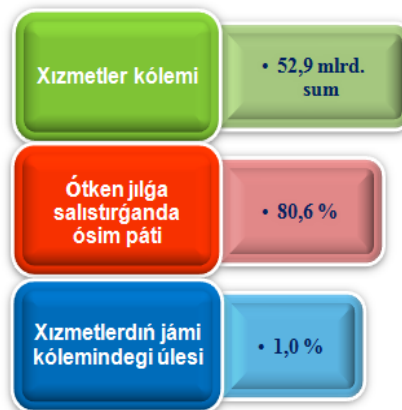 Xızmetler kólemi
• 52,9 mlrd.
sum
Ótken jılǵa
salıstırǵanda
ósim páti
• 80,6 %
Xızmetlerdiń jámi
kólemindegi úlesi
• 1,0 %